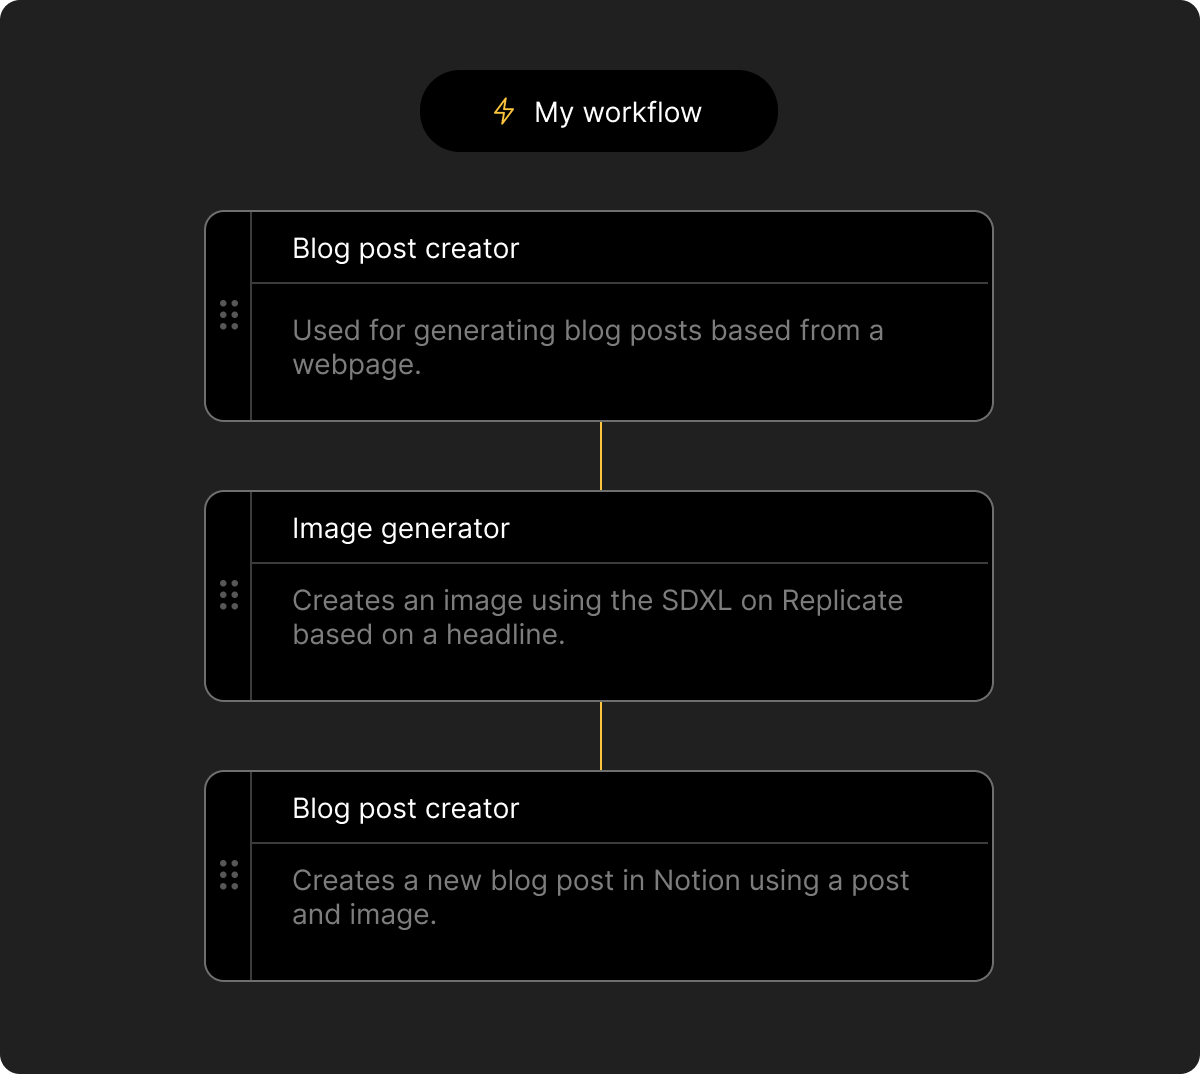 My workflow
Blog post creator
Used for generating blog posts based from a
webpage.
Image generator
Creates an image using the SDXL on Replicate
based on a headline.
Blog post creator
Creates a new blog post in Notion using a post
and image.